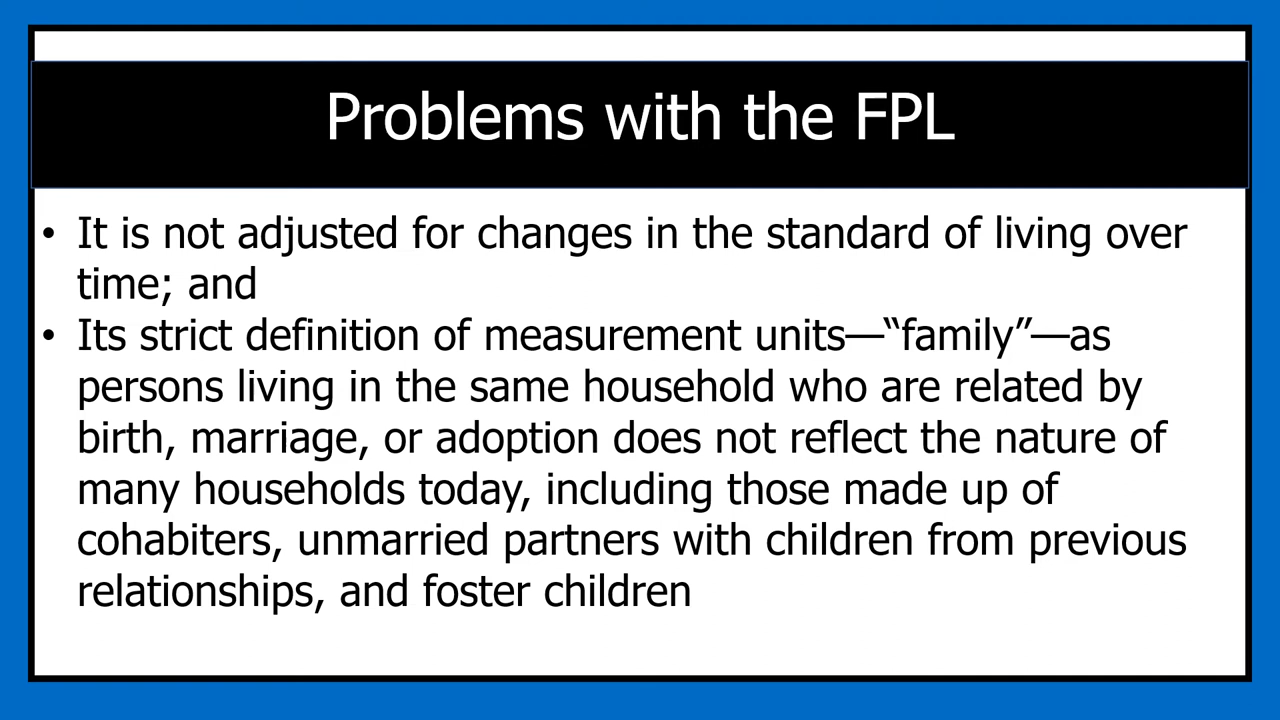 Problems with the FPL
• It is not adjusted for changes in the standard of living over
time; and
• Its strict definition of measurement units—“family”—as
persons living in the same household who are related by
birth, marriage, or adoption does not reflect the nature of
many households today, including those made up of
cohabiters, unmarried partners with children from previous
relationships, and foster children